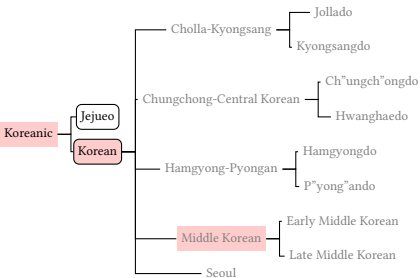 Jollado
Cholla-Kyongsang
Kyongsangdo
Ch”ungch”ongdo
Chungchong-Central Korean
Hwanghaedo
Jejueo
Koreanic
Korean
Hamgyongdo
Hamgyong-Pyongan
P”yong”ando
Early Middle Korean
Middle Korean
Late Middle Korean
Seoul